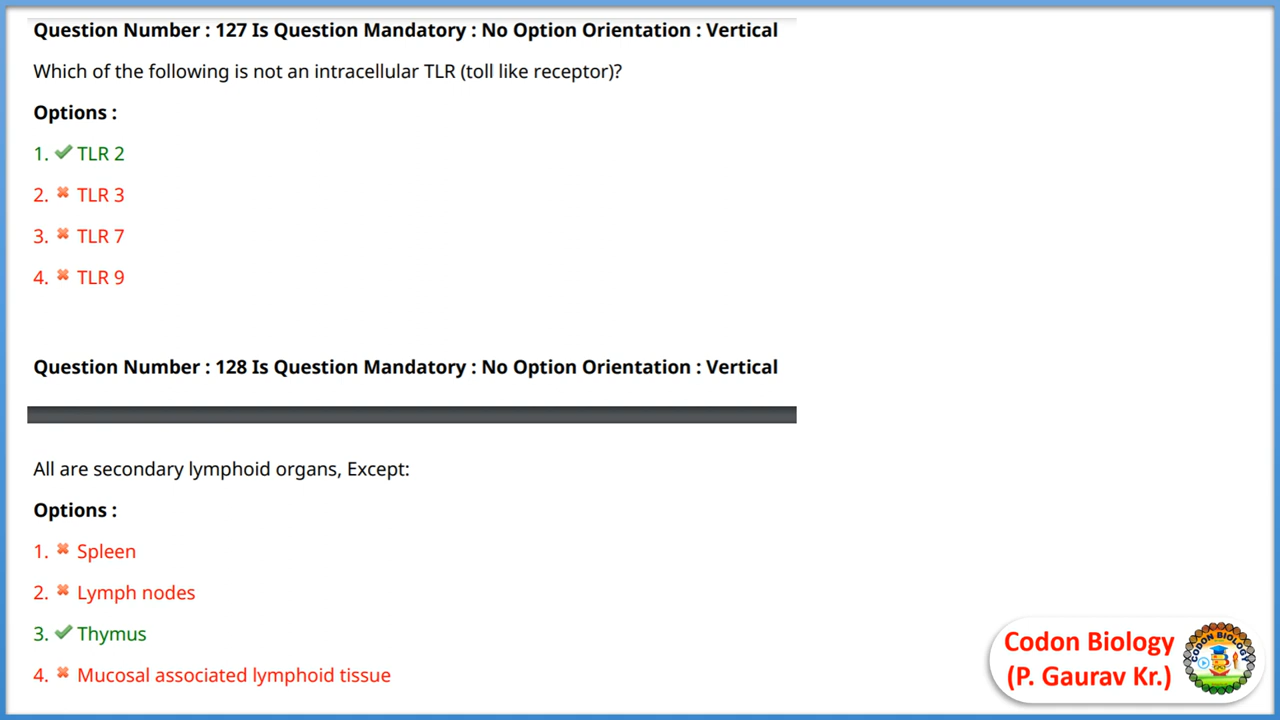 Question Number : 127 Is Question Mandatory : No Option Orientation : Vertical
Which of the following is not an intracellular TLR (toll like receptor)?
Options :
1. TLR 2
2. TLR 3
3. TLR 7
4. TLR 9
Question Number : 128 Is Question Mandatory : No Option Orientation : Vertical
All are secondary lymphoid organs, Except:
Options :
1. Spleen
2. Lymph nodes
3. Thymus
4. Mucosal associated lymphoid tissue
Codon Biology
(P. Gaurav Kr.)
CODON BIOLOGY